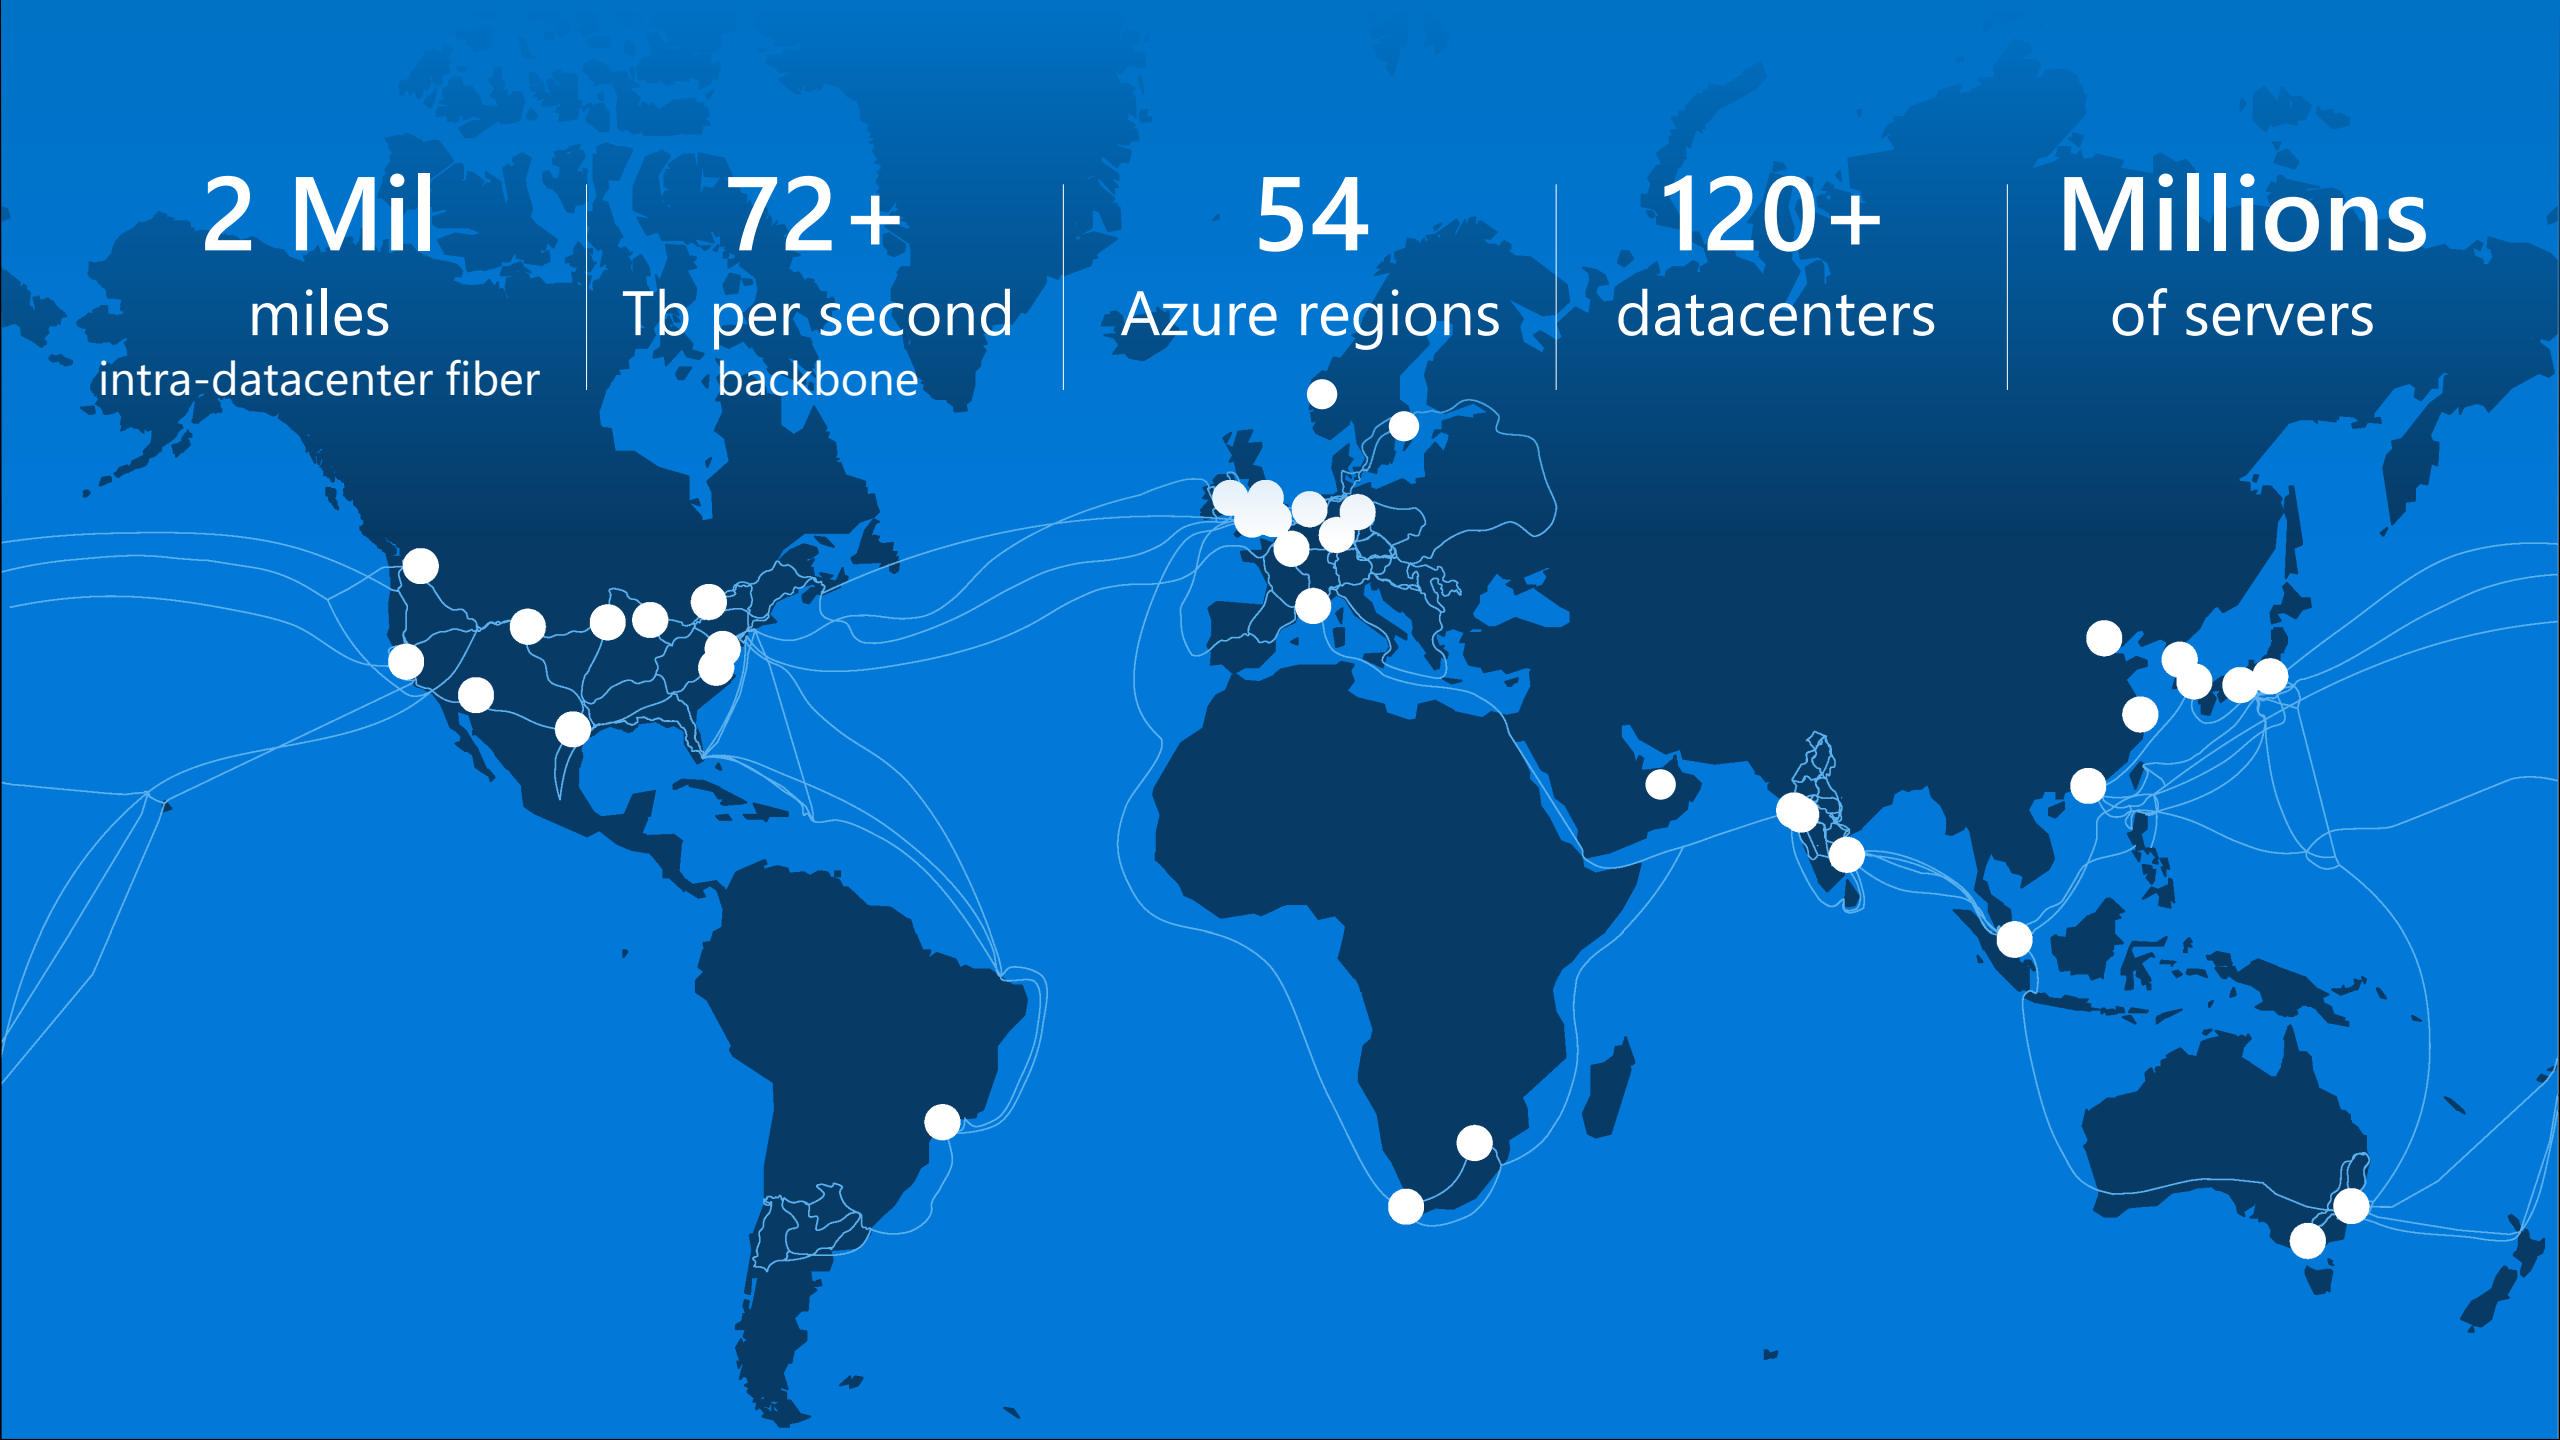 2 Mil
miles
intra-datacenter fiber
72+
Tb per second
backbone
54
Azure regions
120+
datacenters
Millions
of servers